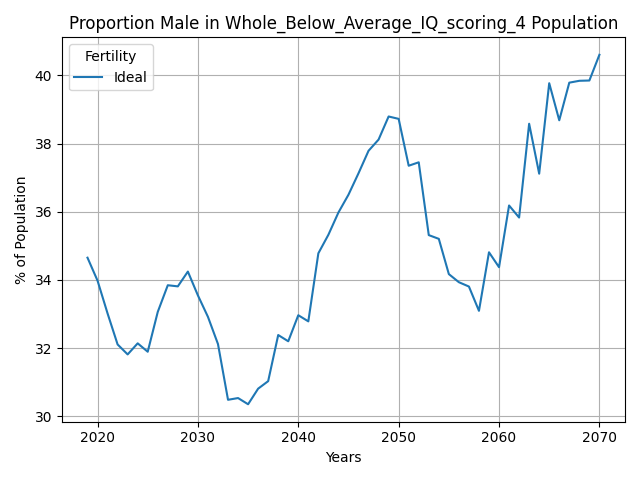 Proportion Male in Whole_Below_Average_IQ_scoring_4 Population
Fertility
Ideal
% of Population
40
38
36
34
32
30
2020 2030 2040 2050 2060 2070
Years